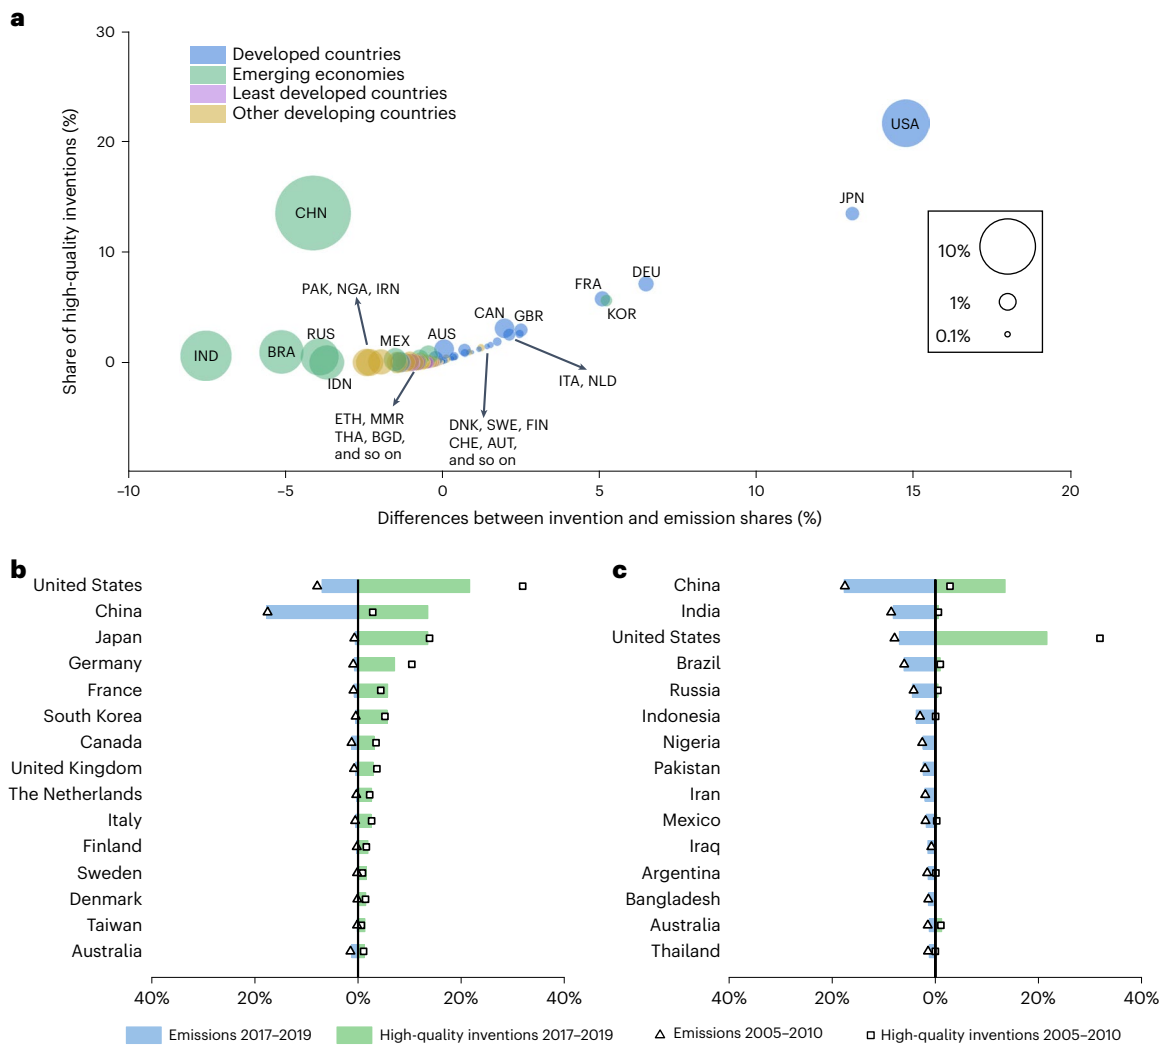 a
30
20
10
0
Share of high-quality inventions (%)
Developed countries
Emerging economies
Least developed countries
Other developing countries
USA
JPN
CHN
10%
1%
0.1%
DEU
FRA
KOR
PAK, NGA, IRN
CAN
GBR
RUS
MEX
AUS
IND
BRA
IDN
ITA, NLD
ETH, MMR
THA, BGD,
and so on
DNK, SWE, FIN
CHE, AUT,
and so on
–10
–5
0
5
10
15
20
Differences between invention and emission shares (%)
b
United States
China
Japan
Germany
France
South Korea
Canada
United Kingdom
The Netherlands
Italy
Finland
Sweden
Denmark
Taiwan
Australia
40%
20%
0%
20%
40%
c
China
India
United States
Brazil
Russia
Indonesia
Nigeria
Pakistan
Iran
Mexico
Iraq
Argentina
Bangladesh
Australia
Thailand
40%
20%
0%
20%
40%
Emissions 2017–2019
High-quality inventions 2017–2019
Emissions 2005–2010
High-quality inventions 2005–2010